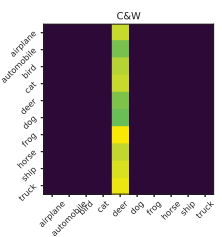 C&W
airplane
automobile
bird
cat
deer
dog
frog
horse
ship
truck
airplane
automobile
bird
cat
deer
dog
frog
horse
ship
truck